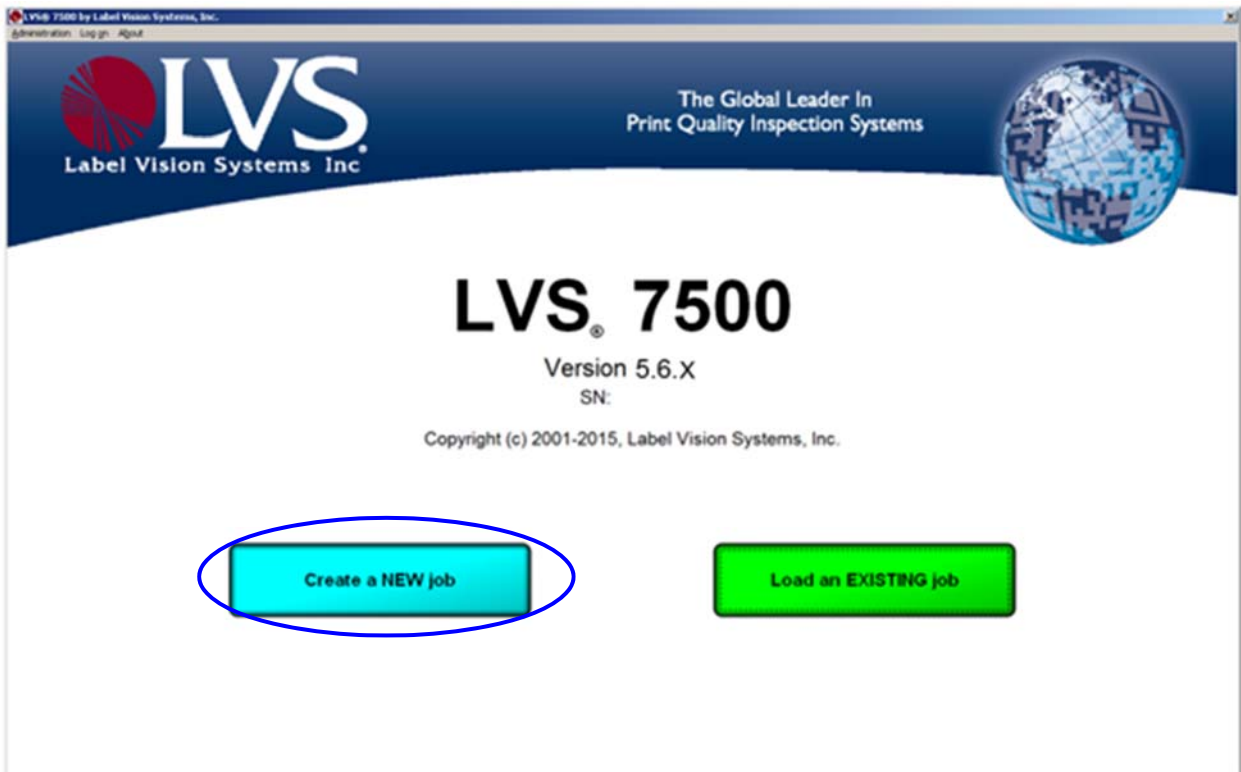 LVS® 7500 by Label Vision Systems, Inc.
Administration Log on About
LVS.
Label Vision Systems Inc
The Global Leader In
Print Quality Inspection Systems
LVS® 7500
Version 5.6.X
SN:
Copyright (c) 2001-2015, Label Vision Systems, Inc.
Create a NEW job
Load an EXISTING job